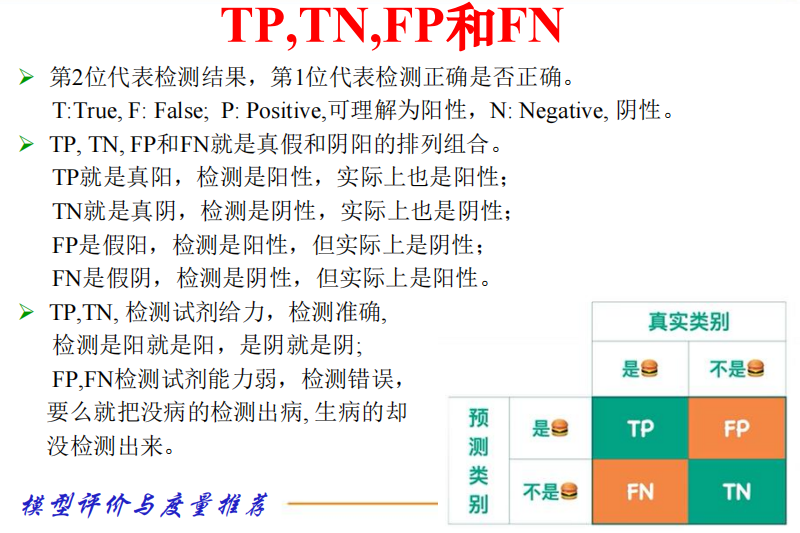 TP,TN,FP和FN
第2位代表检测结果，第1位代表检测正确是否正确。
T:True, F: False; P: Positive,可理解为阳性，N: Negative, 阴性。
TP, TN, FP和FN就是真假和阴阳的排列组合。
TP就是真阳，检测是阳性，实际上也是阳性；
TN就是真阴，检测是阴性，实际上也是阴性；
FP是假阳，检测是阳性，但实际上是阴性；
FN是假阴，检测是阴性，但实际上是阳性。
TP,TN, 检测试剂给力，检测准确,
检测是阳就是阳，是阴就是阴;
FP,FN检测试剂能力弱，检测错误，
要么就把没病的检测出病, 生病的却
没检测出来。
真实类别
是🍔 不是🍔
预测类别
是🍔 TP FP
不是🍔 FN TN
模型评价与度量推荐